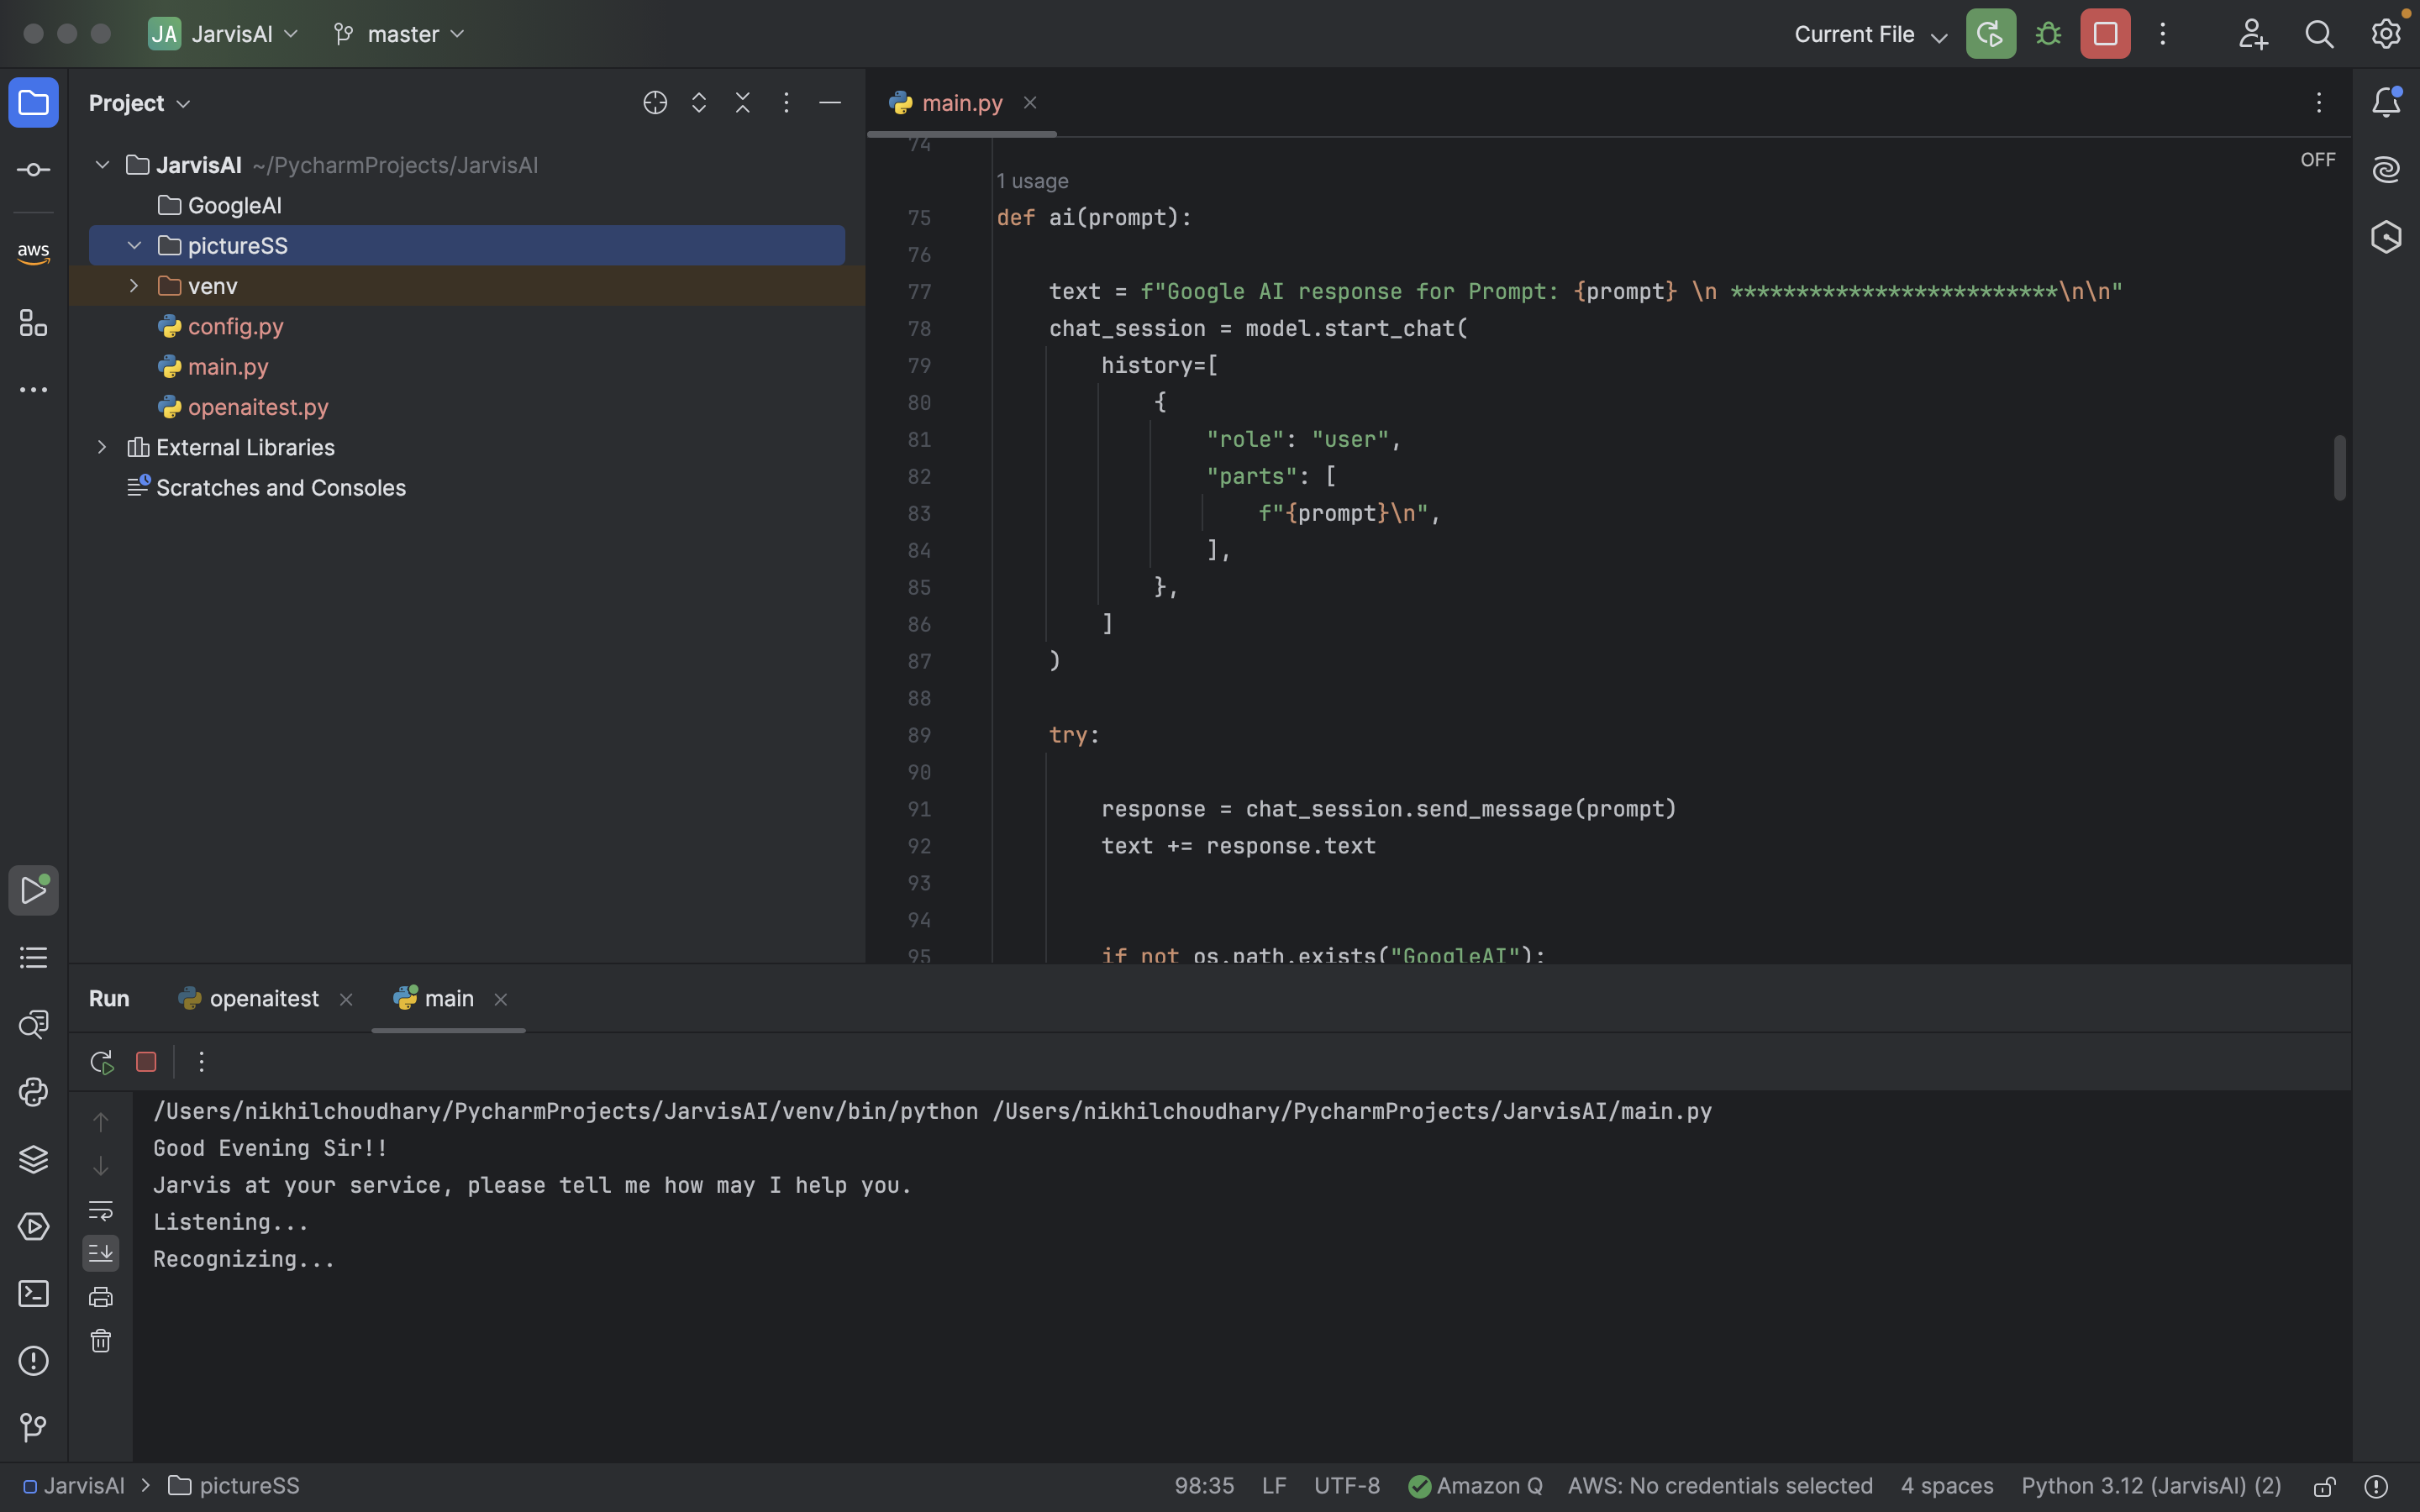 JA JarvisAI master Current File
Project
main.py
JarvisAI ~/PycharmProjects/JarvisAI
GoogleAI
pictureSS
venv
config.py
main.py
openaitest.py
External Libraries
Scratches and Consoles
aws
OFF
74
1 usage
75 def ai(prompt):
76
77 text = f"Google AI response for Prompt: {prompt} \n *************************\n\n"
78 chat_session = model.start_chat(
79 history=[
80 {
81 "role": "user",
82 "parts": [
83 f"{prompt}\n",
84 ],
85 },
86 ]
87 )
88
89 try:
90
91 response = chat_session.send_message(prompt)
92 text += response.text
93
94
95 if not os.path.exists("GoogleAI"):
Run openaitest main
/Users/nikhilchoudhary/PycharmProjects/JarvisAI/venv/bin/python /Users/nikhilchoudhary/PycharmProjects/JarvisAI/main.py
Good Evening Sir!!
Jarvis at your service, please tell me how may I help you.
Listening...
Recognizing...
JarvisAI > pictureSS 98:35 LF UTF-8 Amazon Q AWS: No credentials selected 4 spaces Python 3.12 (JarvisAI) (2)